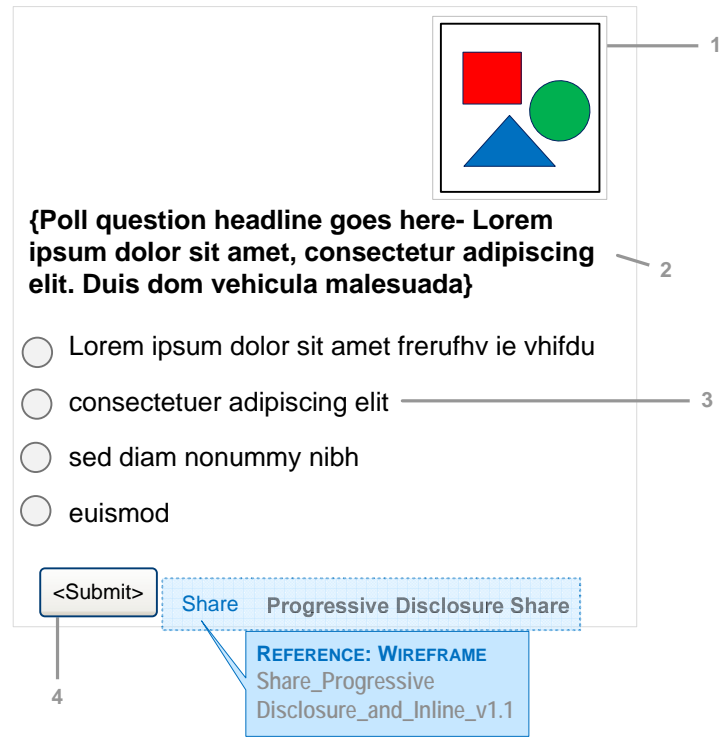 1
{Poll question headline goes here- Lorem
ipsum dolor sit amet, consectetur adipiscing
elit. Duis dom vehicula malesuada}
2
Lorem ipsum dolor sit amet frerufhv ie vhifdu
consectetuer adipiscing elit
3
sed diam nonummy nibh
euismod
<Submit>
Share Progressive Disclosure Share
REFERENCE: WIREFRAME
Share_Progressive
Disclosure_and_Inline_v1.1
4